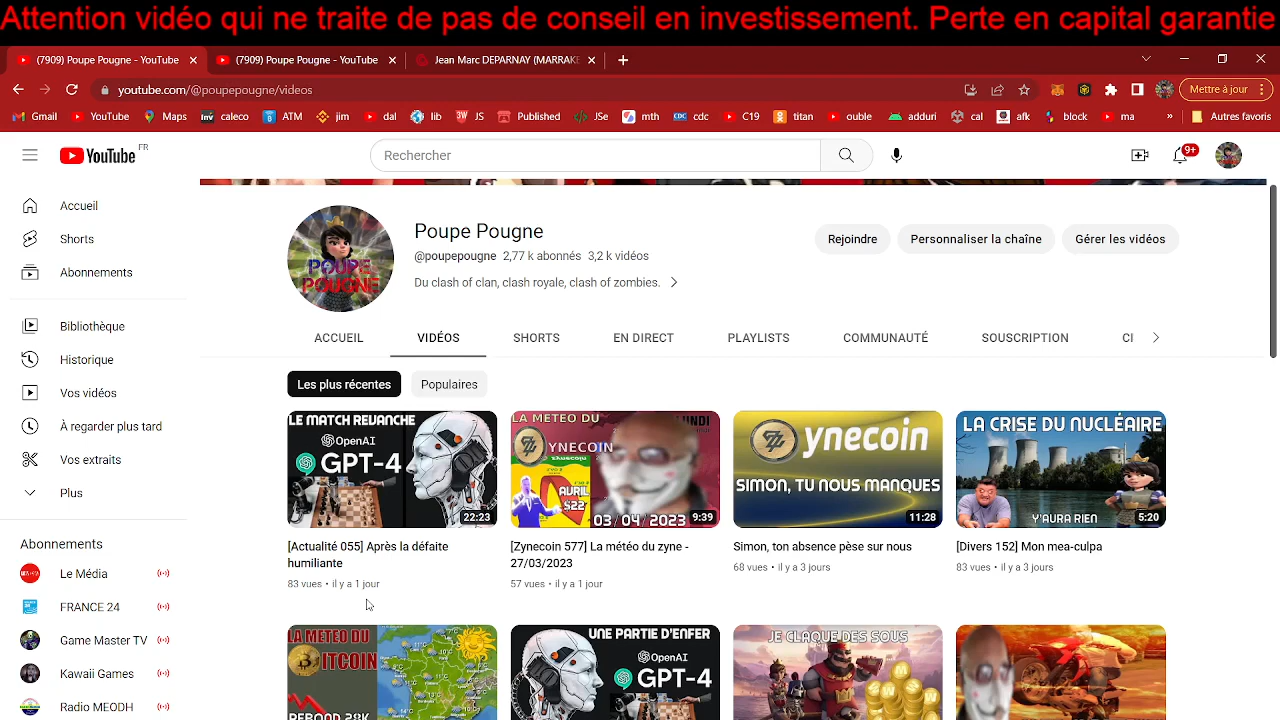 Attention vidéo qui ne traite de pas de conseil en investissement. Perte en capital garantie
(7909) Poupe Pougne - YouTube
(7909) Poupe Pougne - YouTube
Jean Marc DEPARNAY (MARRAKE
youtube.com/@poupepougne/videos
Mettre à jour
Gmail YouTube Maps caleco ATM jim dal lib JS Published JSe mth cdc C19 titan ouble adduri cal afk block ma » Autres favoris
YouTube FR
Rechercher
9+
Accueil
Shorts
Abonnements
Bibliothèque
Historique
Vos vidéos
À regarder plus tard
Vos extraits
Plus
Abonnements
Le Média
FRANCE 24
Game Master TV
Kawaii Games
Radio MEODH
POUPE
POUGNE
Poupe Pougne
@poupepougne 2,77 k abonnés 3,2 k vidéos
Du clash of clan, clash royale, clash of zombies.
Rejoindre
Personnaliser la chaîne
Gérer les vidéos
ACCUEIL VIDÉOS SHORTS EN DIRECT PLAYLISTS COMMUNAUTÉ SOUSCRIPTION
Les plus récentes
Populaires
LE MATCH REVANCHE
OpenAI
GPT-4
22:23
[Actualité 055] Après la défaite
humiliante
83 vues • il y a 1 jour
LA METEO DU
LUNDI
YNECOIN
AVRIL
$22
03/04/2023
9:39
[Zynecoin 577] La météo du zyne -
27/03/2023
57 vues • il y a 1 jour
ynecoin
SIMON, TU NOUS MANQUES
11:28
Simon, ton absence pèse sur nous
68 vues • il y a 3 jours
LA CRISE DU NUCLÉAIRE
Y'AURA RIEN
5:20
[Divers 152] Mon mea-culpa
83 vues • il y a 3 jours
LA METEO DU
ITCOIN
REBOND 28K
UNE PARTIE D'ENFER
OpenAI
GPT-4
JE CLAQUE DES SOUS